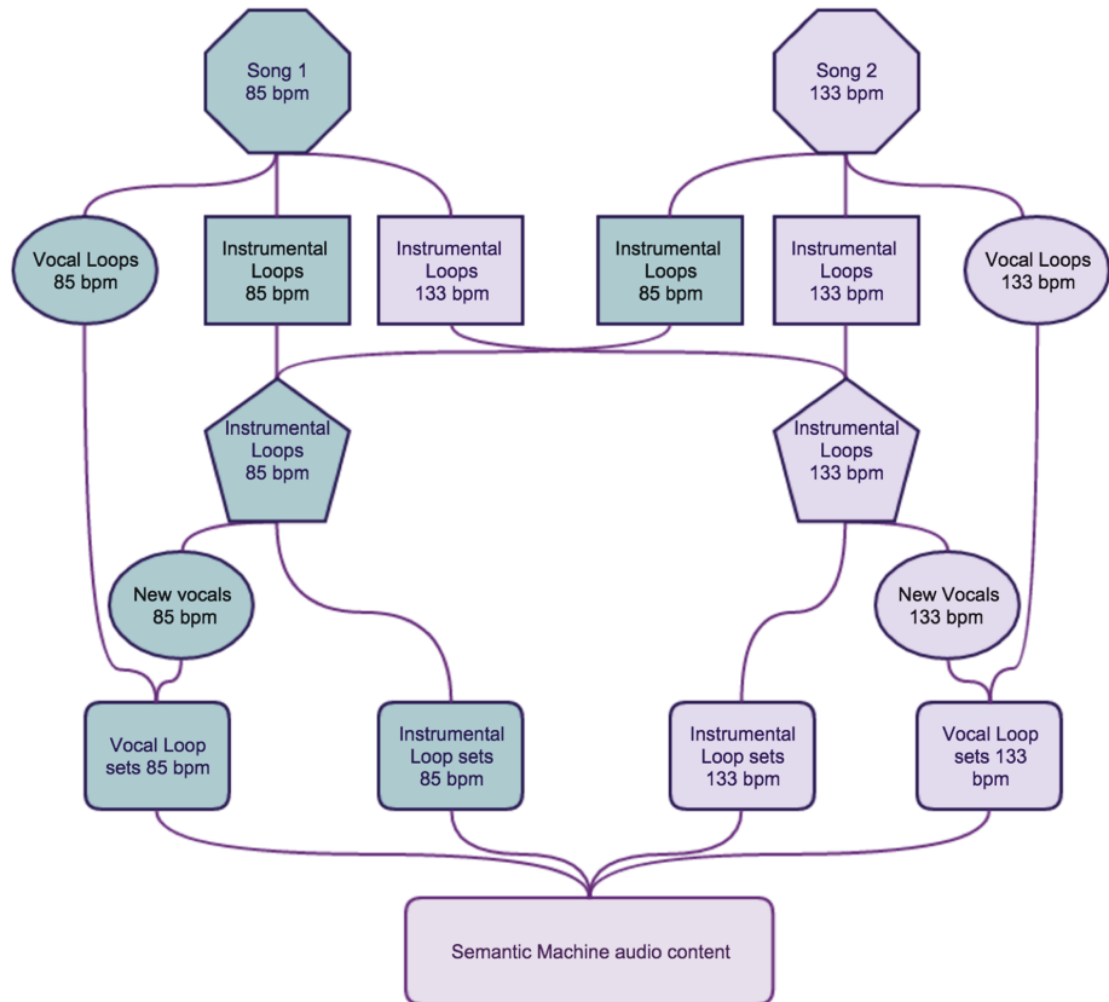 Song 1
85 bpm
Song 2
133 bpm
Vocal Loops
85 bpm
Instrumental
Loops
85 bpm
Instrumental
Loops
133 bpm
Instrumental
Loops
85 bpm
Instrumental
Loops
133 bpm
Vocal Loops
133 bpm
Instrumental
Loops
85 bpm
Instrumental
Loops
133 bpm
New vocals
85 bpm
New Vocals
133 bpm
Vocal Loop
sets 85 bpm
Instrumental
Loop sets
85 bpm
Instrumental
Loop sets
133 bpm
Vocal Loop
sets 133
bpm
Semantic Machine audio content